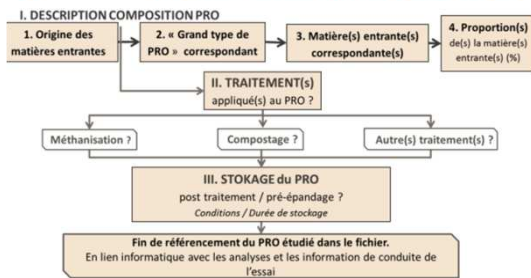 I. DESCRIPTION COMPOSITION PRO
1. Origine des
matières entrantes
2. « Grand type de
PRO » correspondant
3. Matière(s) entrante(s)
correspondante(s)
4. Proportion(s)
de(s) la matière(s)
entrante(s) (%)
II. TRAITEMENT(s)
appliqué(s) au PRO ?
Méthanisation ?
Compostage ?
Autre(s) traitement(s) ?
III. STOKAGE du PRO
post traitement / pré-épandage ?
Conditions / Durée de stockage
Fin de référencement du PRO étudié dans le fichier.
En lien informatique avec les analyses et les information de conduite de
l'essai